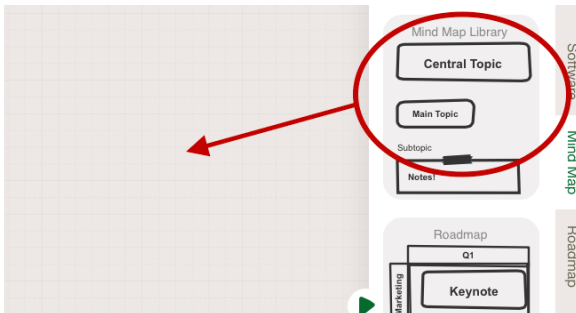 Mind Map Library
Central Topic
Main Topic
Subtopic
Notes!
Roadmap
Q1
Marketing
Keynote
Software
Mind Map
Roadmap